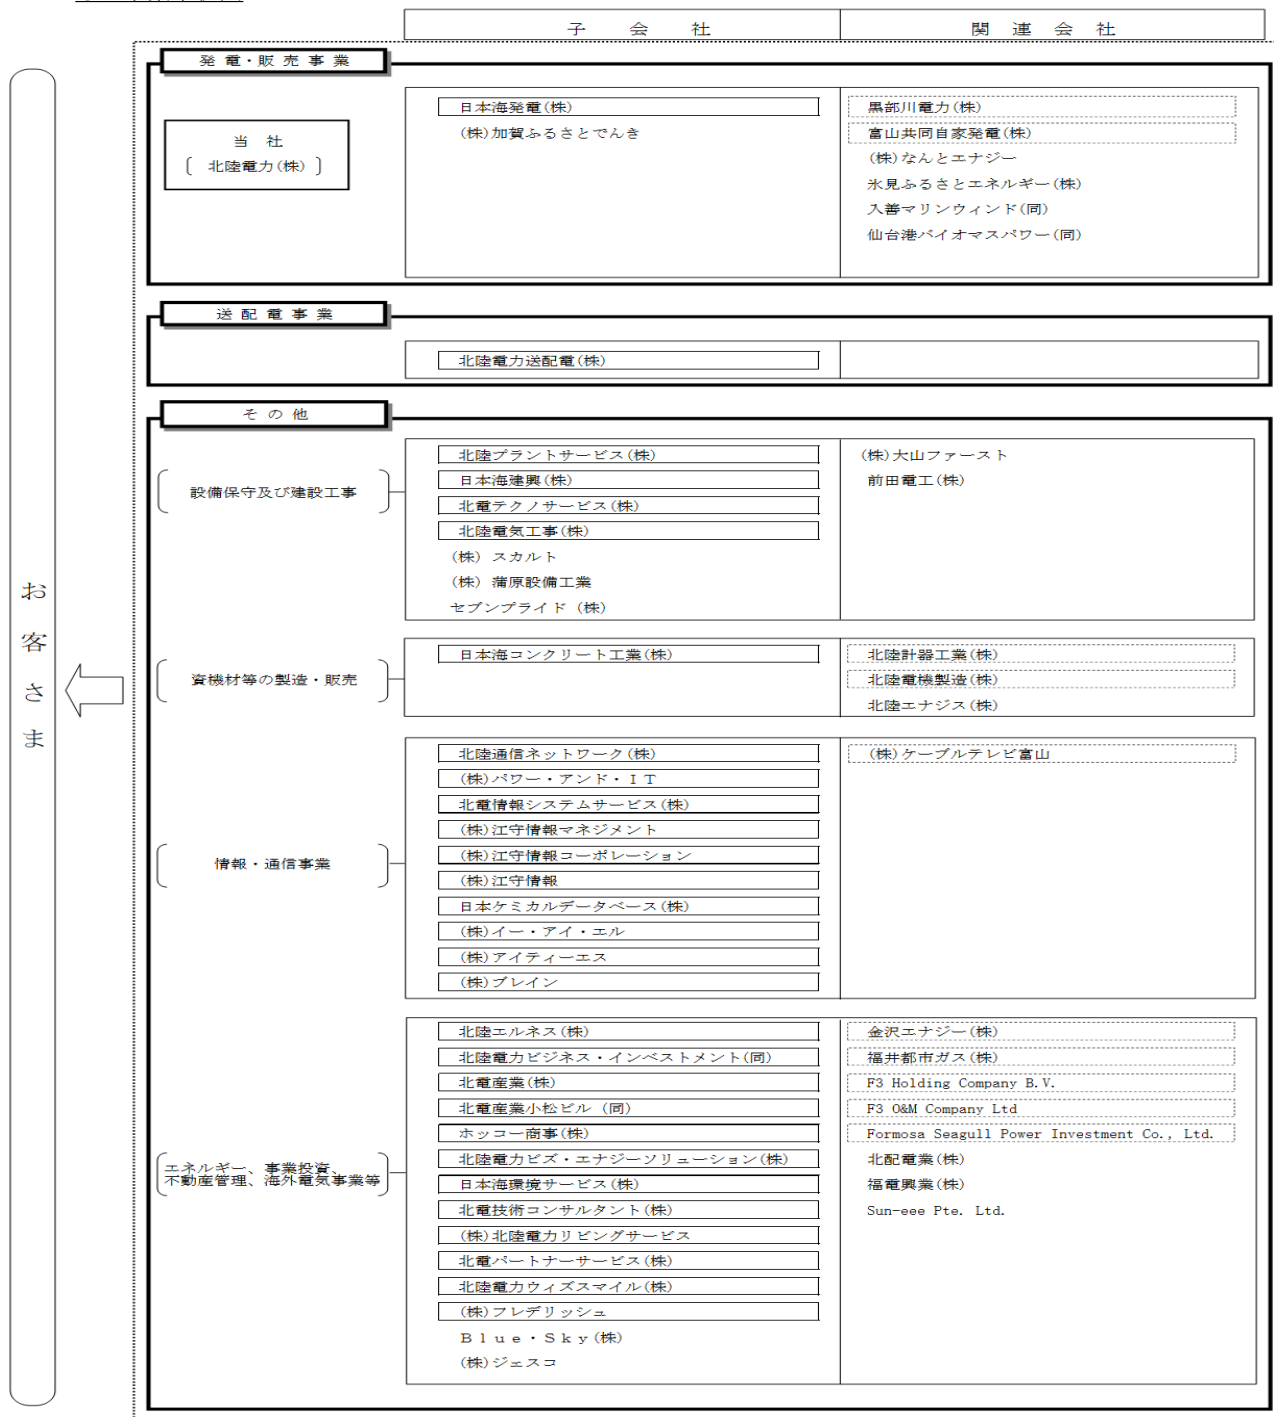 子 会 社
関 連 会 社
発 電・販 売 事 業
当 社
〔 北陸電力(株) 〕
日本海発電(株)
(株)加賀ふるさとでんき
黒部川電力(株)
富山共同自家発電(株)
(株)なんとエナジー
氷見ふるさとエネルギー(株)
入善マリンウィンド(同)
仙台港バイオマスパワー(同)
送 配 電 事 業
北陸電力送配電(株)
そ の 他
設備保守及び建設工事
北陸プラントサービス(株)
日本海建興(株)
北電テクノサービス(株)
北陸電気工事(株)
(株) スカルト
(株) 蒲原設備工業
セブンプライド (株)
(株)大山ファースト
前田電工(株)
資機材等の製造・販売
日本海コンクリート工業(株)
北陸計器工業(株)
北陸電機製造(株)
北陸エナジス(株)
情報・通信事業
北陸通信ネットワーク(株)
(株)パワー・アンド・ＩＴ
北電情報システムサービス(株)
(株)江守情報マネジメント
(株)江守情報コーポレーション
(株)江守情報
日本ケミカルデータベース(株)
(株)イー・アイ・エル
(株)アイティーエス
(株)ブレイン
(株)ケーブルテレビ富山
エネルギー、事業投資、
不動産管理、海外電気事業等
北陸エルネス(株)
北陸電力ビジネス・インベストメント(同)
北電産業(株)
北電産業小松ビル (同)
ホッコー商事(株)
北陸電力ビズ・エナジーソリューション(株)
日本海環境サービス(株)
北電技術コンサルタント(株)
(株)北陸電力リビングサービス
北電パートナーサービス(株)
北陸電力ウィズスマイル(株)
(株)フレデリッシュ
Ｂｌｕｅ・Ｓｋｙ(株)
(株)ジェスコ
金沢エナジー(株)
福井都市ガス(株)
F3 Holding Company B.V.
F3 O&M Company Ltd
Formosa Seagull Power Investment Co., Ltd.
北配電業(株)
福電興業(株)
Sun-eee Pte. Ltd.
お客さま